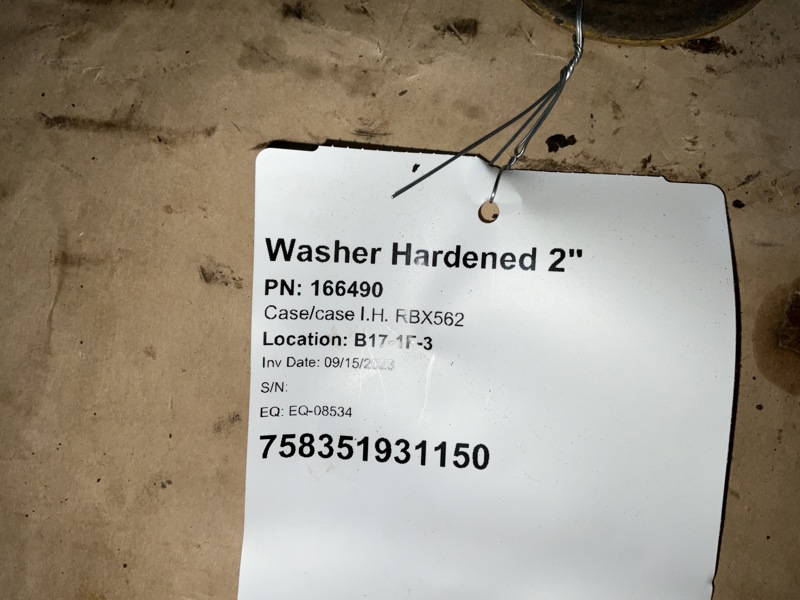 Washer Hardened 2"
PN: 166490
Case/case I.H. RBX562
Location: B17-1F-3
Inv Date: 09/15/2023
S/N:
EQ: EQ-08534
758351931150